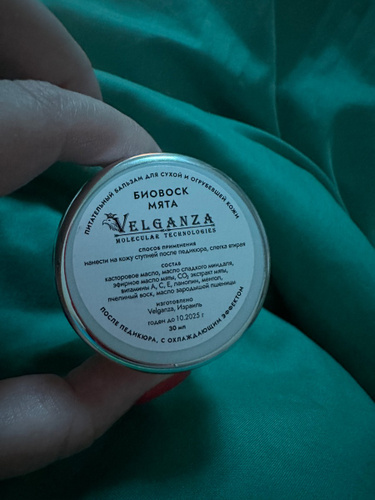 ПИТАТЕЛЬНЫЙ БАЛЬЗАМ ДЛЯ СУХОЙ И ОГРУБЕВШЕЙ КОЖИ
БИОВОСК
МЯТА
VELGANZA
MOLECULAR TECHNOLOGIES
СПОСОБ ПРИМЕНЕНИЯ
нанести на кожу ступней после педикюра, слегка втирая
СОСТАВ
касторовое масло, масло сладкого миндаля,
эфирное масло мяты, CO₂ экстракт мяты,
витамины А, С, Е, ланолин, ментол,
пчелиный воск, масло зародышей пшеницы
изготовлено
Velganza, Израиль
годен до 10.2025 г
30 мл
ПОСЛЕ ПЕДИКЮРА, С ОХЛАЖДАЮЩИМ ЭФФЕКТОМ